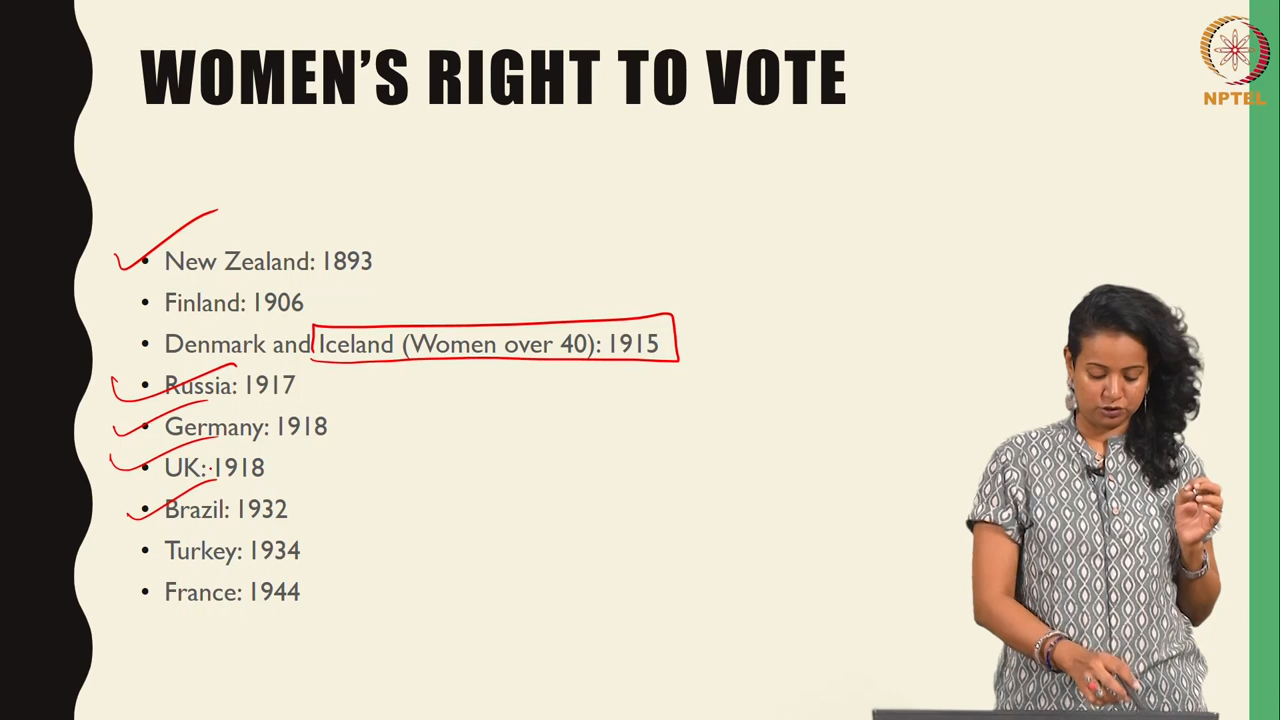 WOMEN'S RIGHT TO VOTE
NPTEL
• New Zealand: 1893
• Finland: 1906
• Denmark and Iceland (Women over 40): 1915
• Russia: 1917
• Germany: 1918
• UK: 1918
• Brazil: 1932
• Turkey: 1934
• France: 1944